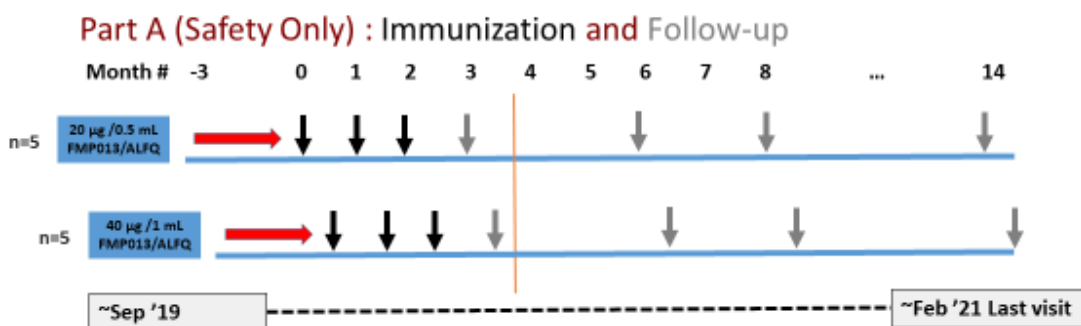 Part A (Safety Only) : Immunization and Follow-up
Month # -3 0 1 2 3 4 5 6 7 8 ... 14
n=5
20 µg /0.5 mL
FMP013/ALFQ
n=5
40 µg /1 mL
FMP013/ALFQ
~Sep '19
~Feb '21 Last visit